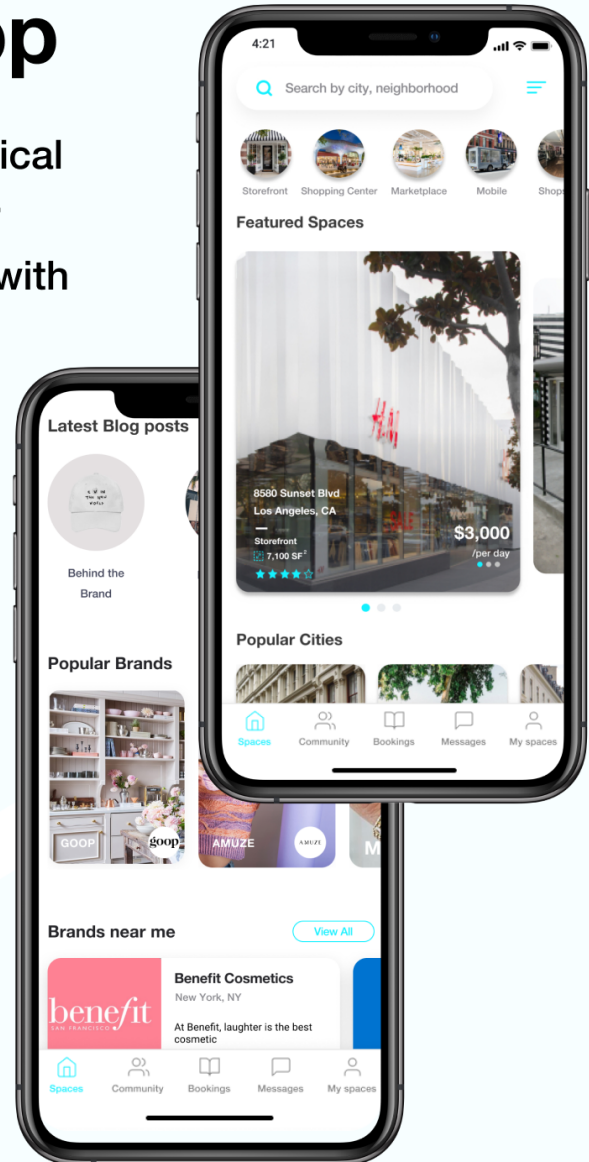 op
ical
with
4:21
Search by city, neighborhood
Storefront
Shopping Center
Marketplace
Mobile
Shops
Featured Spaces
H&M
SALE
8580 Sunset Blvd
Los Angeles, CA
Storefront
7,100 SF²
$3,000
/per day
Popular Cities
Spaces
Community
Bookings
Messages
My spaces
Latest Blog posts
Behind the
Brand
Popular Brands
GOOP
goop
AMUZE
AMUZE
M
Brands near me
View All
benefit
SAN FRANCISCO
Benefit Cosmetics
New York, NY
At Benefit, laughter is the best
cosmetic
Spaces
Community
Bookings
Messages
My spaces